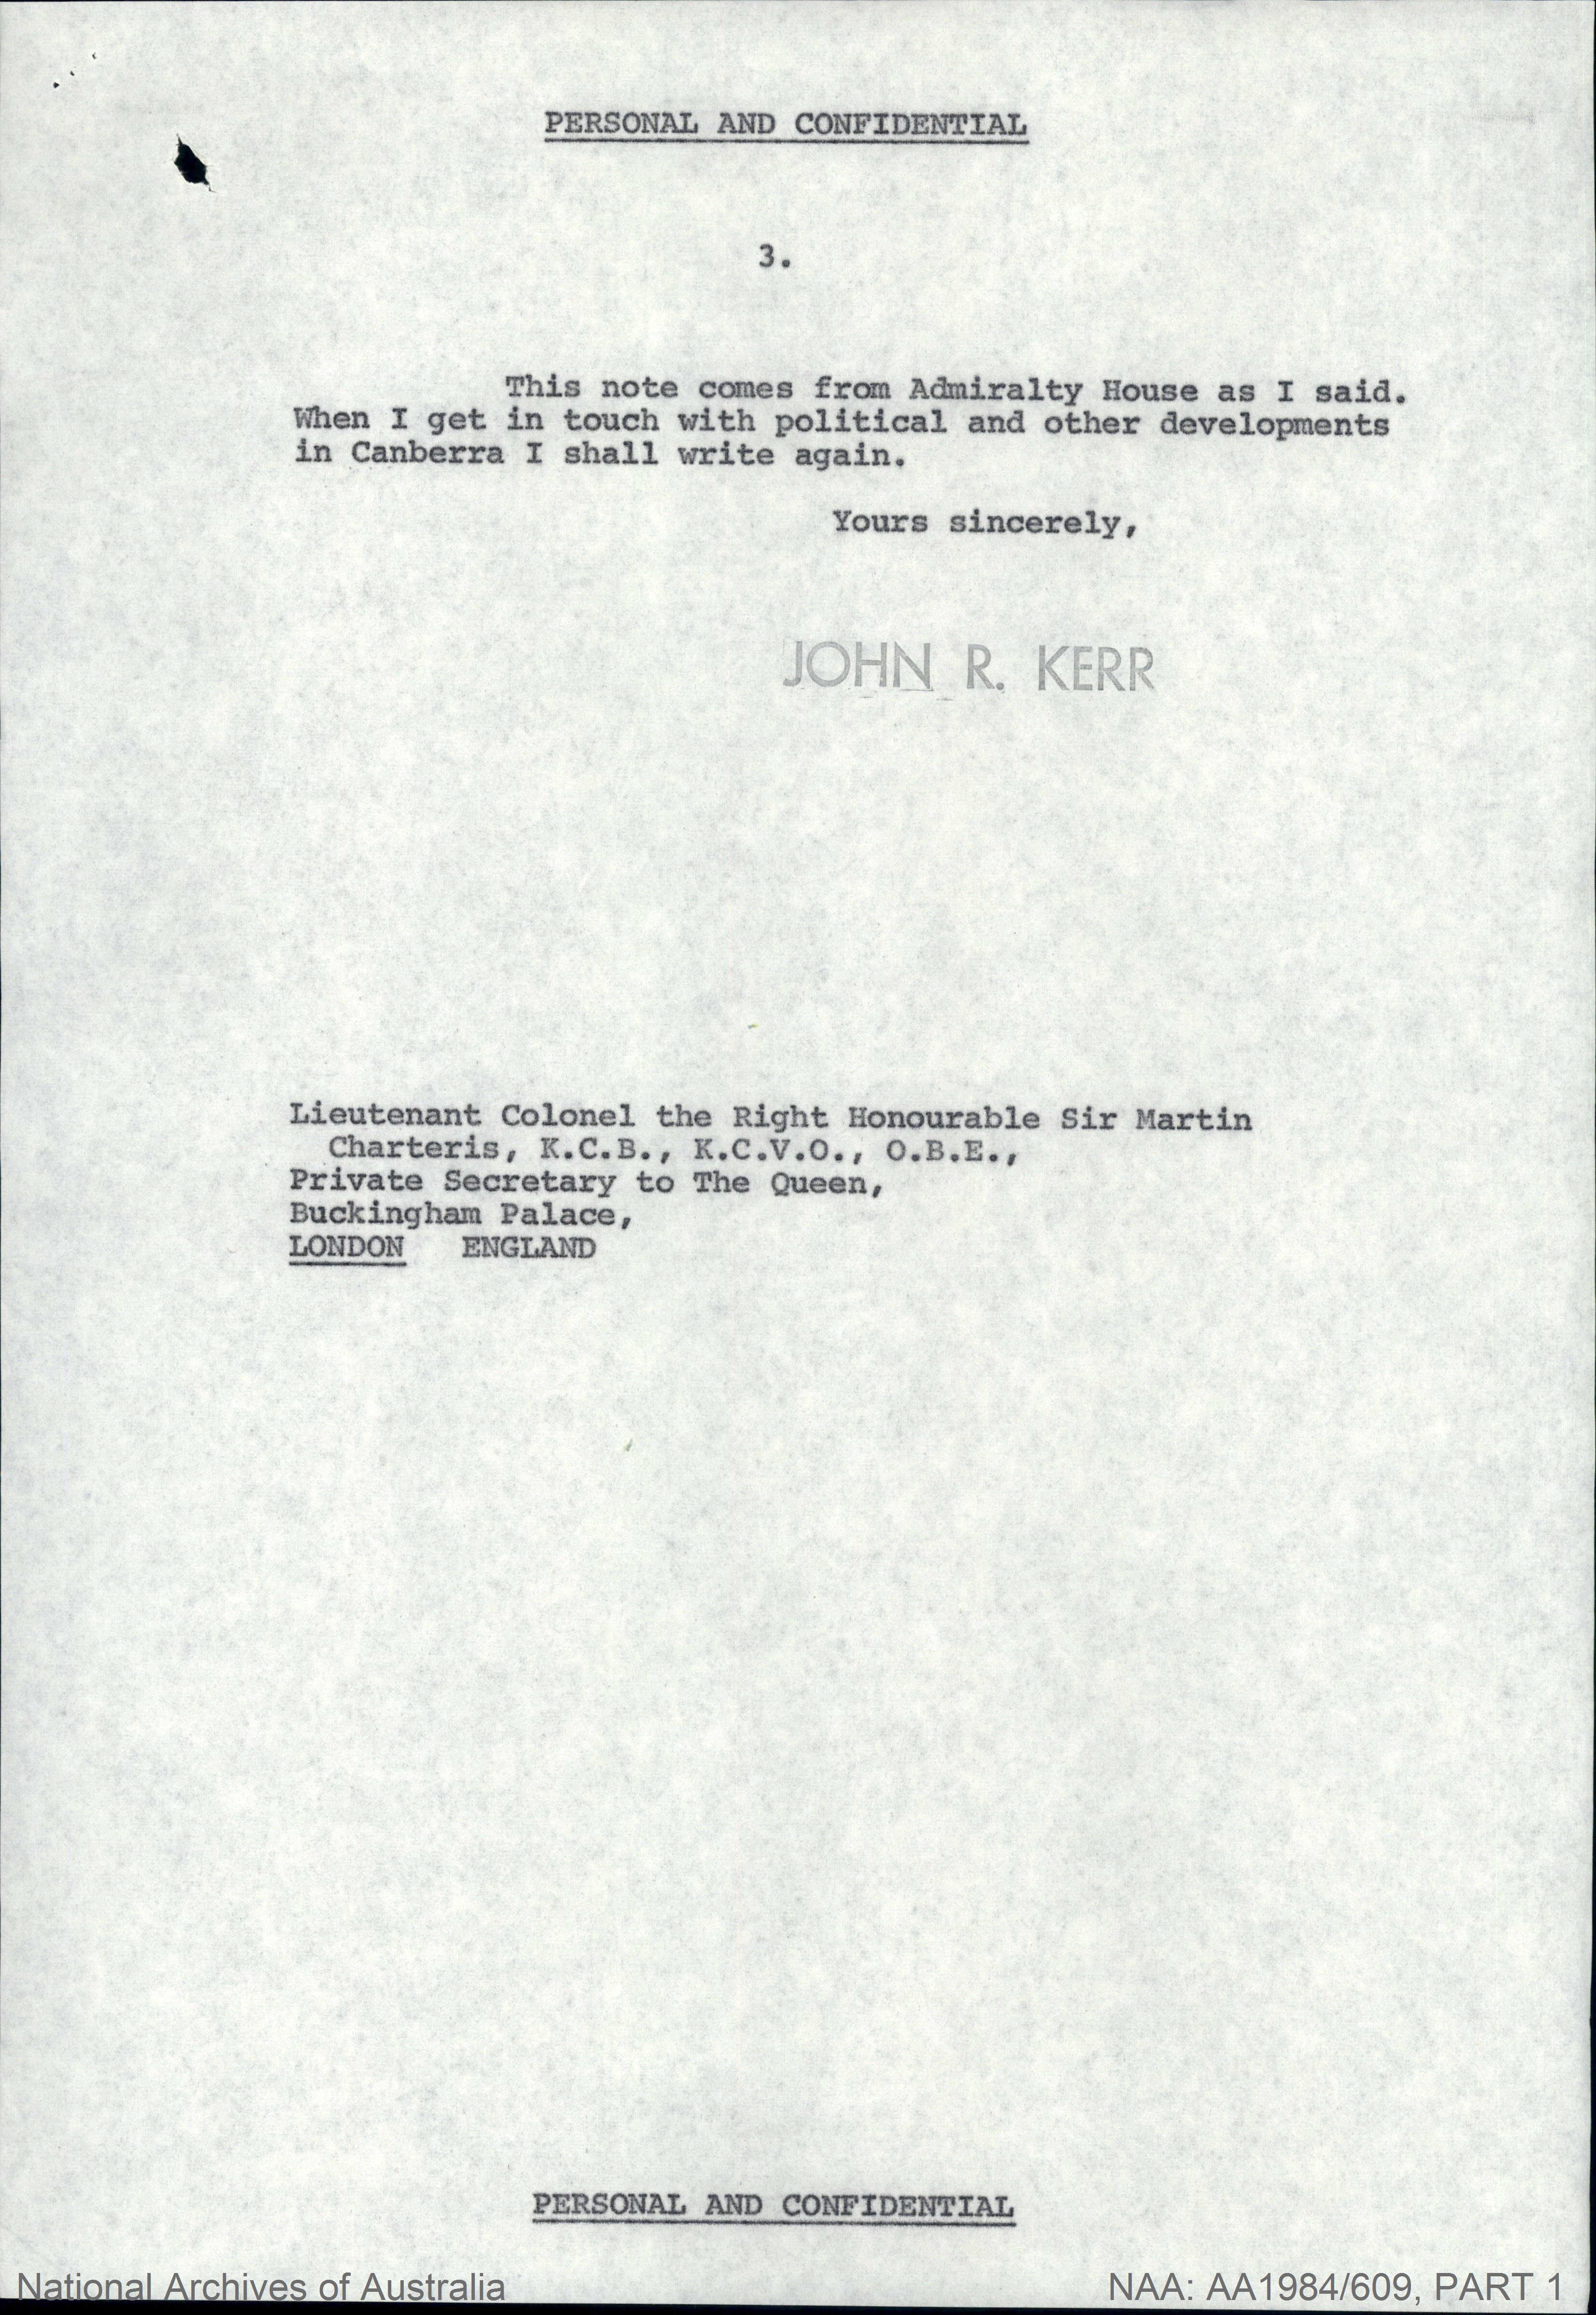 PERSONAL AND CONFIDENTIAL
3.
This note comes from Admiralty House as I said.
When I get in touch with political and other developments
in Canberra I shall write again.
Yours sincerely,
JOHN R. KERR
Lieutenant Colonel the Right Honourable Sir Martin
Charteris, K.C.B., K.C.V.O., O.B.E.,
Private Secretary to The Queen,
Buckingham Palace,
LONDON ENGLAND
PERSONAL AND CONFIDENTIAL
National Archives of Australia
NAA: AA1984/609, PART 1